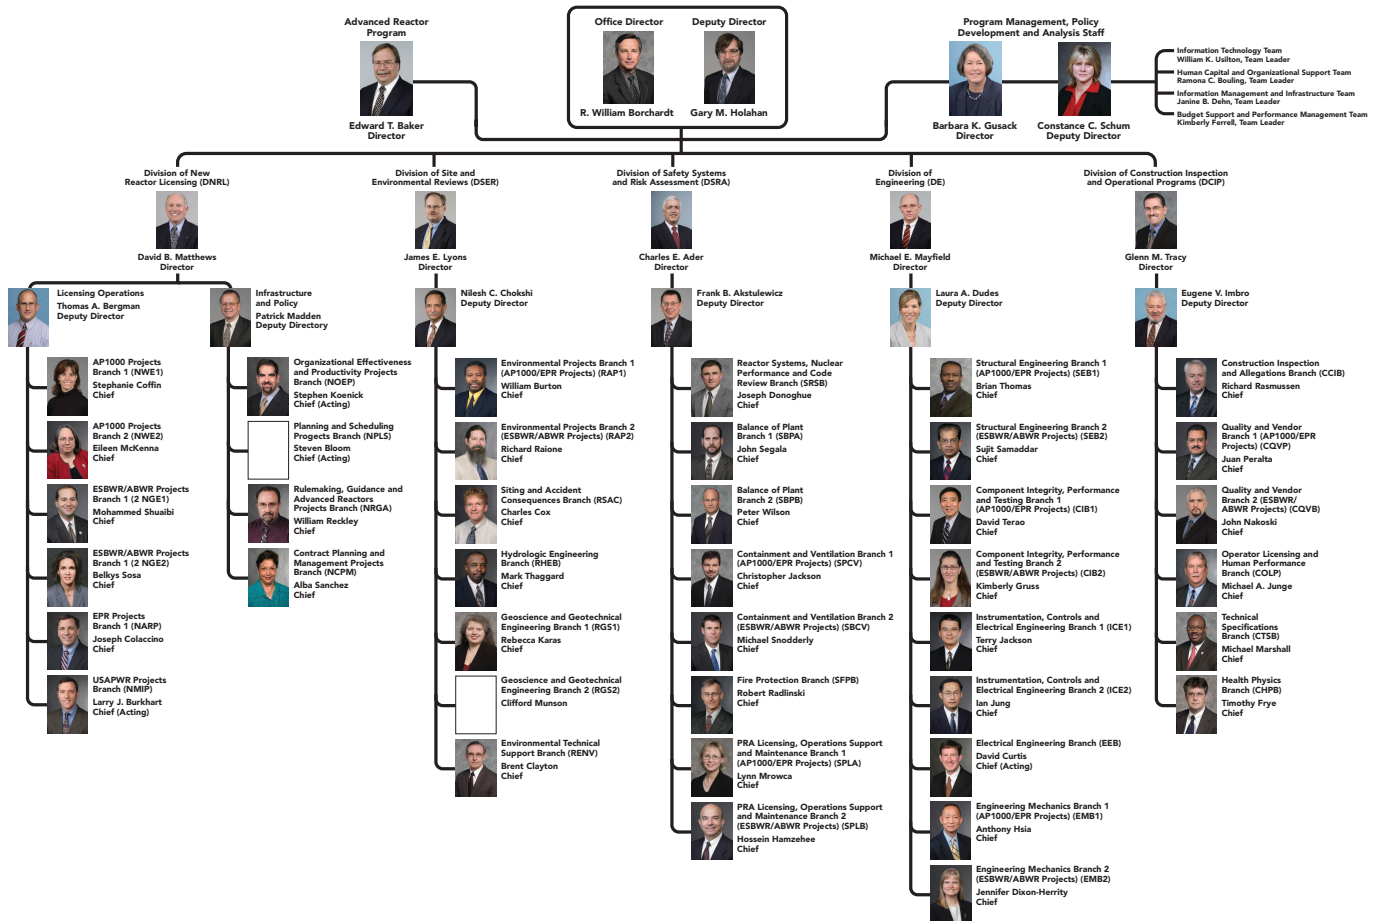 Advanced Reactor
Program
Edward T. Baker
Director
Office Director
R. William Borchardt
Deputy Director
Gary M. Holahan
Program Management, Policy
Development and Analysis Staff
Barbara K. Gusack
Director
Constance C. Schum
Deputy Director
Information Technology Team
William K. Usilton, Team Leader
Human Capital and Organizational Support Team
Ramona C. Bouling, Team Leader
Information Management and Infrastructure Team
Janine B. Dehn, Team Leader
Budget Support and Performance Management Team
Kimberly Ferrell, Team Leader
Division of New
Reactor Licensing (DNRL)
David B. Matthews
Director
Licensing Operations
Thomas A. Bergman
Deputy Director
AP1000 Projects
Branch 1 (NWE1)
Stephanie Coffin
Chief
AP1000 Projects
Branch 2 (NWE2)
Eileen McKenna
Chief
ESBWR/ABWR Projects
Branch 1 (2 NGE1)
Mohammed Shuaibi
Chief
ESBWR/ABWR Projects
Branch 1 (2 NGE2)
Belkys Sosa
Chief
EPR Projects
Branch 1 (NARP)
Joseph Colaccino
Chief
USAPWR Projects
Branch (NMIP)
Larry J. Burkhart
Chief (Acting)
Infrastructure
and Policy
Patrick Madden
Deputy Directory
Organizational Effectiveness
and Productivity Projects
Branch (NOEP)
Stephen Koenick
Chief (Acting)
Planning and Scheduling
Progects Branch (NPLS)
Steven Bloom
Chief (Acting)
Rulemaking, Guidance and
Advanced Reactors
Projects Branch (NRGA)
William Reckley
Chief
Contract Planning and
Management Projects
Branch (NCPM)
Alba Sanchez
Chief
Division of Site and
Environmental Reviews (DSER)
James E. Lyons
Director
Nilesh C. Chokshi
Deputy Director
Environmental Projects Branch 1
(AP1000/EPR Projects) (RAP1)
William Burton
Chief
Environmental Projects Branch 2
(ESBWR/ABWR Projects) (RAP2)
Richard Raione
Chief
Siting and Accident
Consequences Branch (RSAC)
Charles Cox
Chief
Hydrologic Engineering
Branch (RHEB)
Mark Thaggard
Chief
Geoscience and Geotechnical
Engineering Branch 1 (RGS1)
Rebecca Karas
Chief
Geoscience and Geotechnical
Engineering Branch 2 (RGS2)
Clifford Munson
Environmental Technical
Support Branch (RENV)
Brent Clayton
Chief
Division of Safety Systems
and Risk Assessment (DSRA)
Charles E. Ader
Director
Frank B. Akstulewicz
Deputy Director
Reactor Systems, Nuclear
Performance and Code
Review Branch (SRSB)
Joseph Donoghue
Chief
Balance of Plant
Branch 1 (SBPA)
John Segala
Chief
Balance of Plant
Branch 2 (SBPB)
Peter Wilson
Chief
Containment and Ventilation Branch 1
(AP1000/EPR Projects) (SPCV)
Christopher Jackson
Chief
Containment and Ventilation Branch 2
(ESBWR/ABWR Projects) (SBCV)
Michael Snodderly
Chief
Fire Protection Branch (SFPB)
Robert Radlinski
Chief
PRA Licensing, Operations Support
and Maintenance Branch 1
(AP1000/EPR Projects) (SPLA)
Lynn Mrowca
Chief
PRA Licensing, Operations Support
and Maintenance Branch 2
(ESBWR/ABWR Projects) (SPLB)
Hossein Hamzehee
Chief
Division of
Engineering (DE)
Michael E. Mayfield
Director
Laura A. Dudes
Deputy Director
Structural Engineering Branch 1
(AP1000/EPR Projects) (SEB1)
Brian Thomas
Chief
Structural Engineering Branch 2
(ESBWR/ABWR Projects) (SEB2)
Sujit Samaddar
Chief
Component Integrity, Performance
and Testing Branch 1
(AP1000/EPR Projects) (CIB1)
David Terao
Chief
Component Integrity, Performance
and Testing Branch 2
(ESBWR/ABWR Projects) (CIB2)
Kimberly Gruss
Chief
Instrumentation, Controls and
Electrical Engineering Branch 1 (ICE1)
Terry Jackson
Chief
Instrumentation, Controls and
Electrical Engineering Branch 2 (ICE2)
Ian Jung
Chief
Electrical Engineering Branch (EEB)
David Curtis
Chief (Acting)
Engineering Mechanics Branch 1
(AP1000/EPR Projects) (EMB1)
Anthony Hsia
Chief
Engineering Mechanics Branch 2
(ESBWR/ABWR Projects) (EMB2)
Jennifer Dixon-Herrity
Chief
Division of Construction Inspection
and Operational Programs (DCIP)
Glenn M. Tracy
Director
Eugene V. Imbro
Deputy Director
Construction Inspection
and Allegations Branch (CCIB)
Richard Rasmussen
Chief
Quality and Vendor
Branch 1 (AP1000/EPR
Projects) (CQVP)
Juan Peralta
Chief
Quality and Vendor
Branch 2 (ESBWR/
ABWR Projects) (CQVB)
John Nakoski
Chief
Operator Licensing and
Human Performance
Branch (COLP)
Michael A. Junge
Chief
Technical
Specifications
Branch (CTSB)
Michael Marshall
Chief
Health Physics
Branch (CHPB)
Timothy Frye
Chief